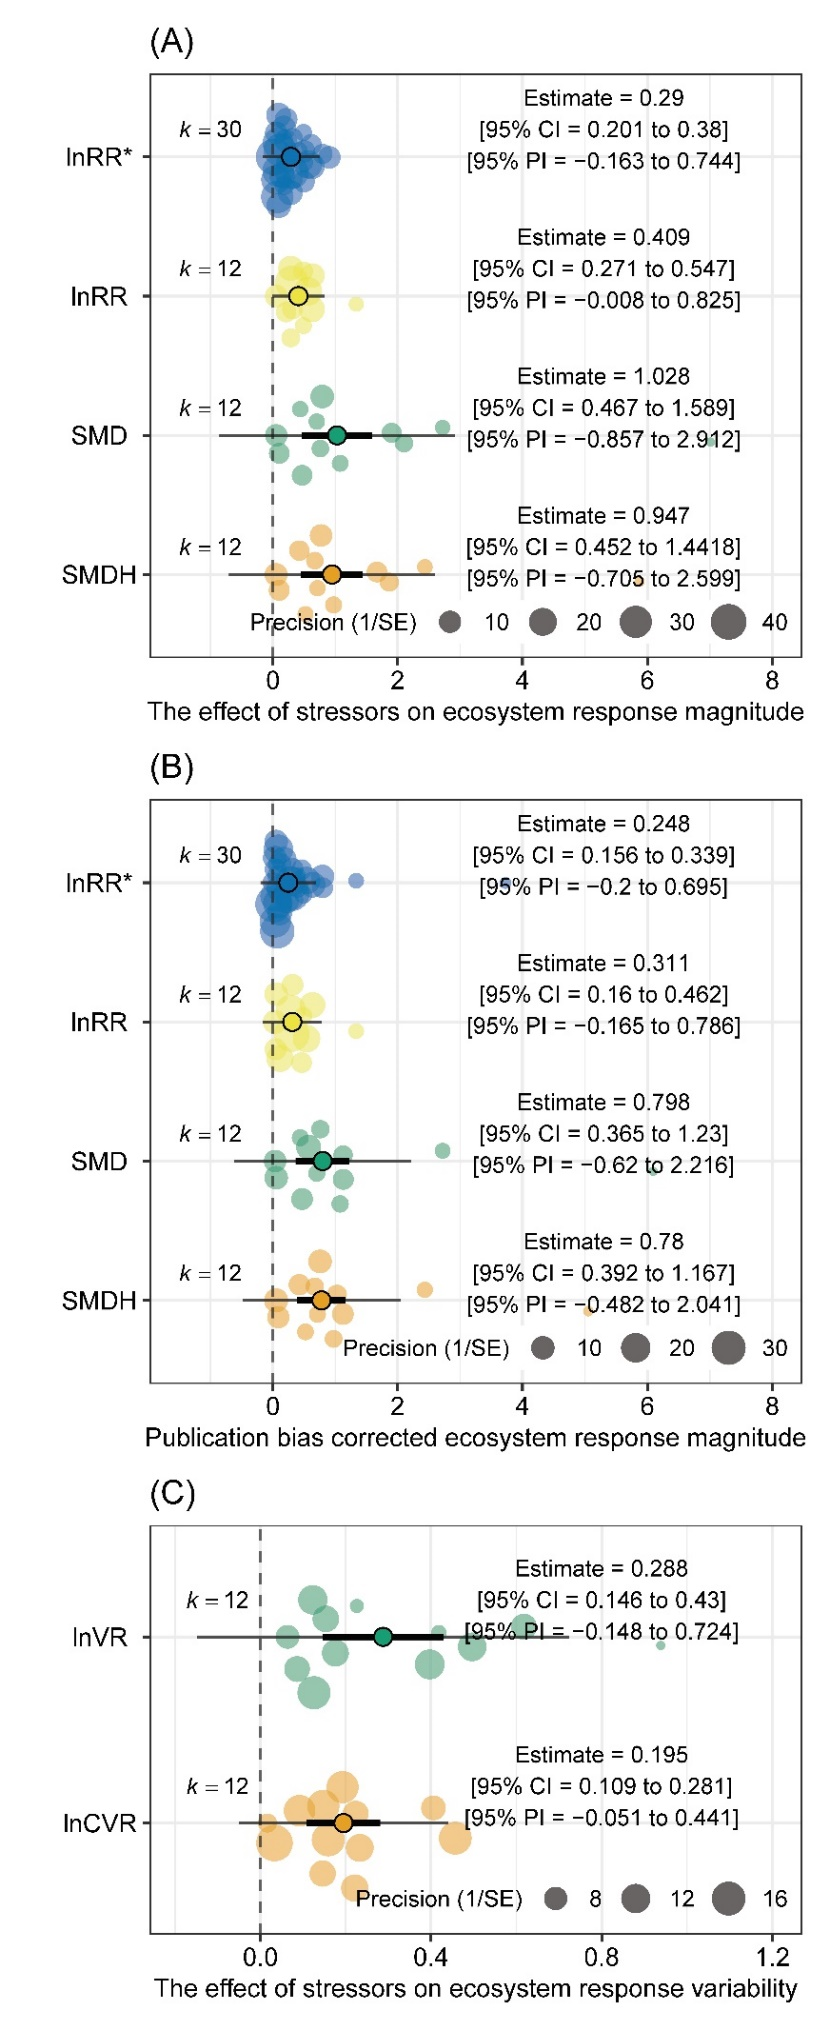 (A)
Estimate = 0.29
k = 30
[95% CI = 0.201 to 0.38]
lnRR*
[95% PI = −0.163 to 0.744]
Estimate = 0.409
k = 12
[95% CI = 0.271 to 0.547]
lnRR
[95% PI = −0.008 to 0.825]
Estimate = 1.028
k = 12
[95% CI = 0.467 to 1.589]
SMD
[95% PI = −0.857 to 2.912]
Estimate = 0.947
k = 12
[95% CI = 0.452 to 1.4418]
SMDH
[95% PI = −0.705 to 2.599]
Precision (1/SE) 10 20 30 40
0 2 4 6 8
The effect of stressors on ecosystem response magnitude
(B)
Estimate = 0.248
k = 30
[95% CI = 0.156 to 0.339]
lnRR*
[95% PI = −0.2 to 0.695]
Estimate = 0.311
k = 12
[95% CI = 0.16 to 0.462]
lnRR
[95% PI = −0.165 to 0.786]
Estimate = 0.798
k = 12
[95% CI = 0.365 to 1.23]
SMD
[95% PI = −0.62 to 2.216]
Estimate = 0.78
k = 12
[95% CI = 0.392 to 1.167]
SMDH
[95% PI = −0.482 to 2.041]
Precision (1/SE) 10 20 30
0 2 4 6 8
Publication bias corrected ecosystem response magnitude
(C)
Estimate = 0.288
k = 12
[95% CI = 0.146 to 0.43]
lnVR
[95% PI = −0.148 to 0.724]
Estimate = 0.195
k = 12
[95% CI = 0.109 to 0.281]
lnCVR
[95% PI = −0.051 to 0.441]
Precision (1/SE) 8 12 16
0.0 0.4 0.8 1.2
The effect of stressors on ecosystem response variability